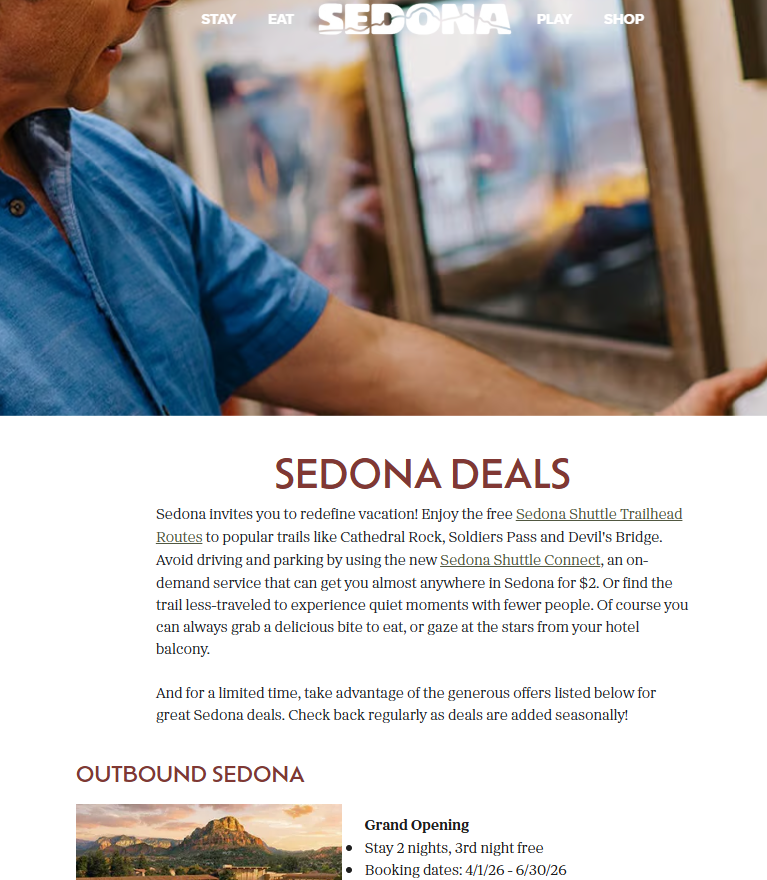 STAY EAT SEDONA PLAY SHOP
SEDONA DEALS
Sedona invites you to redefine vacation! Enjoy the free Sedona Shuttle Trailhead
Routes to popular trails like Cathedral Rock, Soldiers Pass and Devil's Bridge.
Avoid driving and parking by using the new Sedona Shuttle Connect, an on-
demand service that can get you almost anywhere in Sedona for $2. Or find the
trail less-traveled to experience quiet moments with fewer people. Of course you
can always grab a delicious bite to eat, or gaze at the stars from your hotel
balcony.
And for a limited time, take advantage of the generous offers listed below for
great Sedona deals. Check back regularly as deals are added seasonally!
OUTBOUND SEDONA
Grand Opening
• Stay 2 nights, 3rd night free
• Booking dates: 4/1/26 - 6/30/26